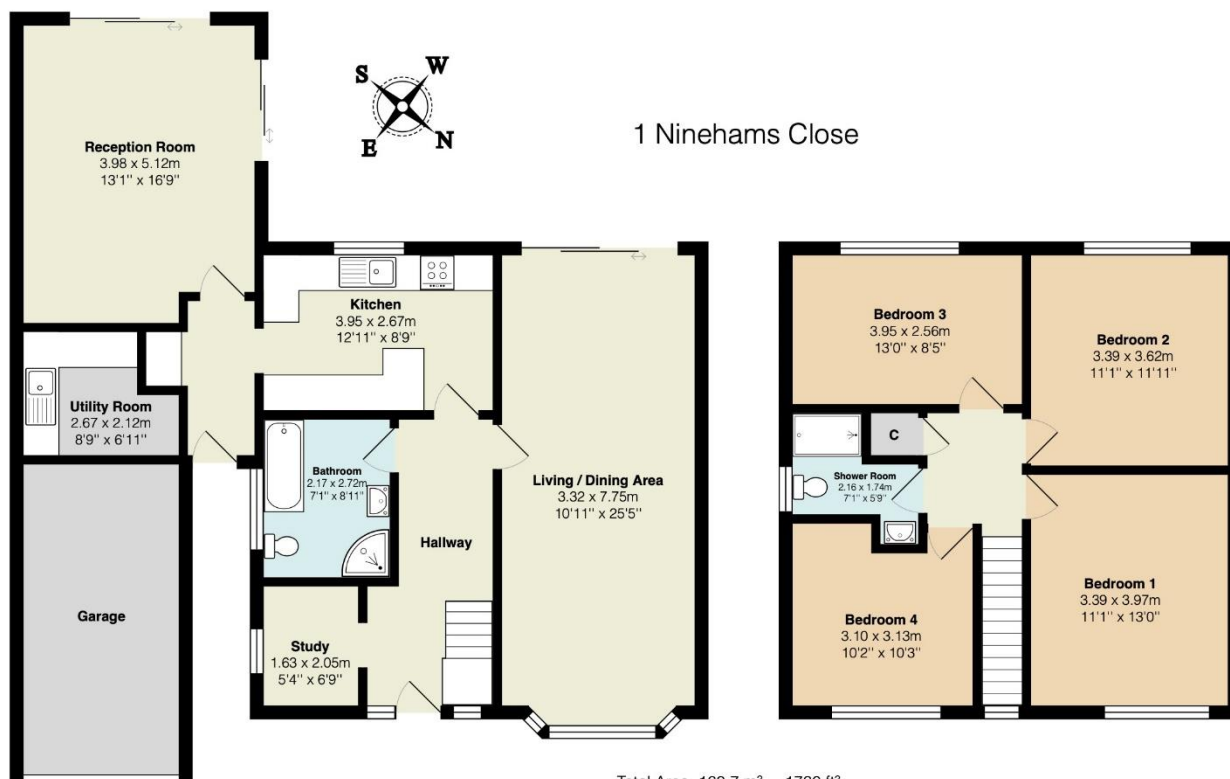 1 Ninehams Close
S
W
E
N
Reception Room
3.98 x 5.12m
13'1'' x 16'9''
Kitchen
3.95 x 2.67m
12'11'' x 8'9''
Utility Room
2.67 x 2.12m
8'9'' x 6'11''
Bathroom
2.17 x 2.72m
7'1'' x 8'11''
Living / Dining Area
3.32 x 7.75m
10'11'' x 25'5''
Hallway
Garage
Study
1.63 x 2.05m
5'4'' x 6'9''
Bedroom 3
3.95 x 2.56m
13'0'' x 8'5''
Bedroom 2
3.39 x 3.62m
11'1'' x 11'11''
C
Shower Room
2.16 x 1.74m
7'1'' x 5'9''
Bedroom 1
3.39 x 3.97m
11'1'' x 13'0''
Bedroom 4
3.10 x 3.13m
10'2'' x 10'3''